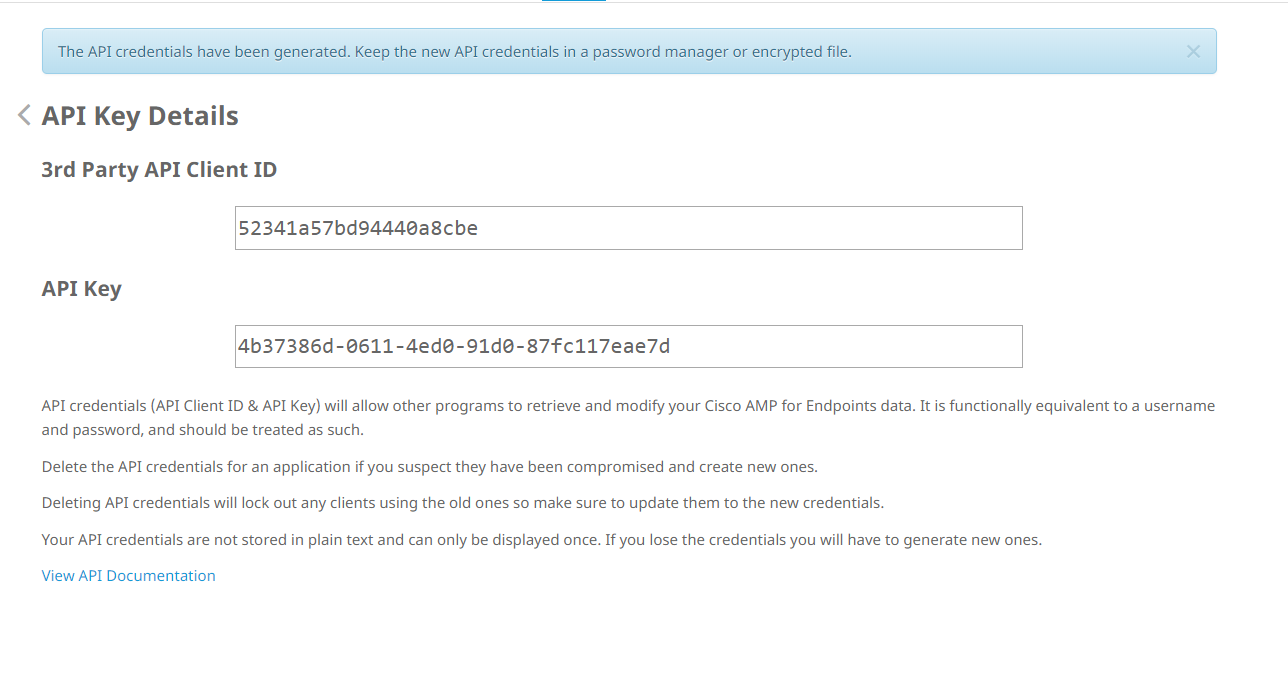 The API credentials have been generated. Keep the new API credentials in a password manager or encrypted file.
API Key Details
3rd Party API Client ID
52341a57bd94440a8cbe
API Key
4b37386d-0611-4ed0-91d0-87fc117eae7d
API credentials (API Client ID & API Key) will allow other programs to retrieve and modify your Cisco AMP for Endpoints data. It is functionally equivalent to a username
and password, and should be treated as such.
Delete the API credentials for an application if you suspect they have been compromised and create new ones.
Deleting API credentials will lock out any clients using the old ones so make sure to update them to the new credentials.
Your API credentials are not stored in plain text and can only be displayed once. If you lose the credentials you will have to generate new ones.
View API Documentation